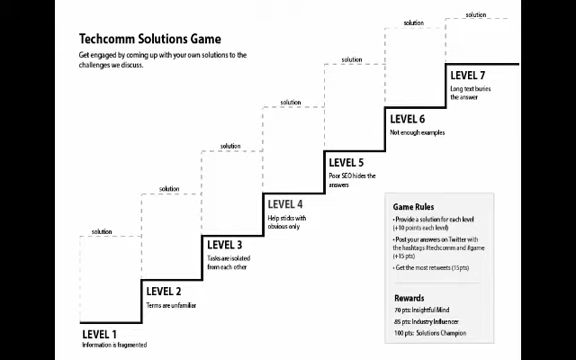 Techcomm Solutions Game
Get engaged by coming up with your own solutions to the
challenges we discuss.
solution
solution
solution
solution
solution
solution
solution
LEVEL 7
Long text buries
the answer
LEVEL 6
Not enough examples
LEVEL 5
Poor SEO hides the
answers
LEVEL 4
Help sticks with
obvious only
LEVEL 3
Tasks are isolated
from each other
LEVEL 2
Terms are unfamiliar
LEVEL 1
Information is fragmented
Game Rules
• Provide a solution for each level
(+10 points each level)
• Post your answers on Twitter with
the hashtags #techcomm and #game
(+15 pts)
• Get the most retweets (15pts)
Rewards
70 pts: Insightful Mind
85 pts: Industry Influencer
100 pts: Solutions Champion